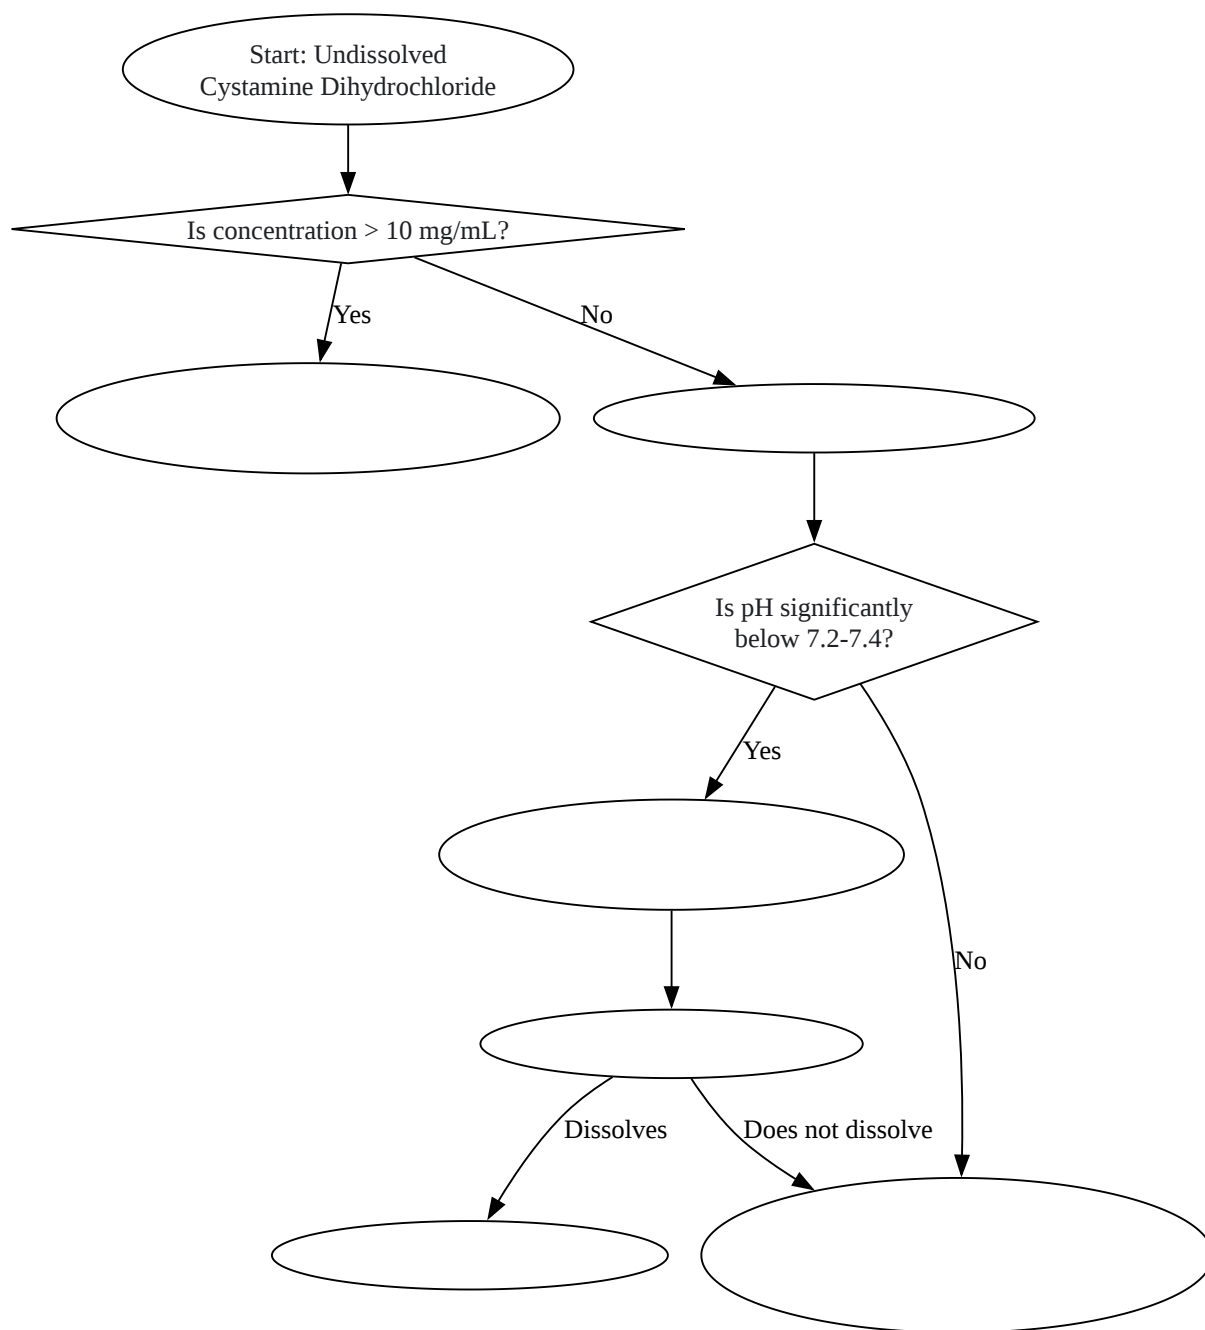 Start: Undissolved
Cystamine Dihydrochloride
Is concentration > 10 mg/mL?
Yes
No
Is pH significantly
below 7.2-7.4?
Yes
No
Dissolves
Does not dissolve